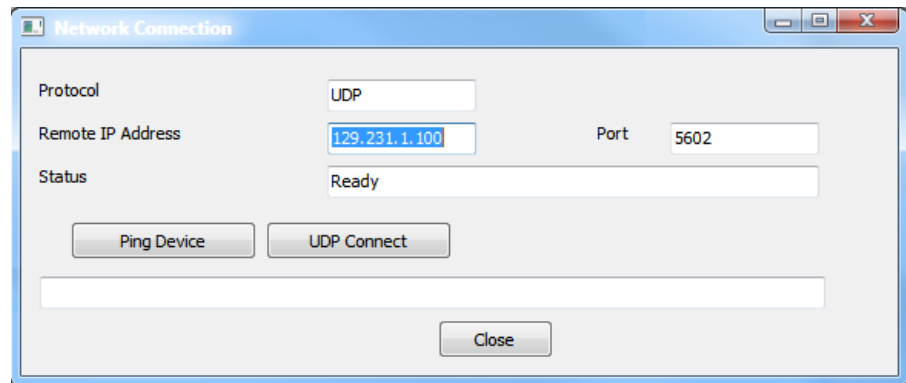 Network Connection
Protocol UDP
Remote IP Address 129.231.1.100 Port 5602
Status Ready
Ping Device UDP Connect
Close